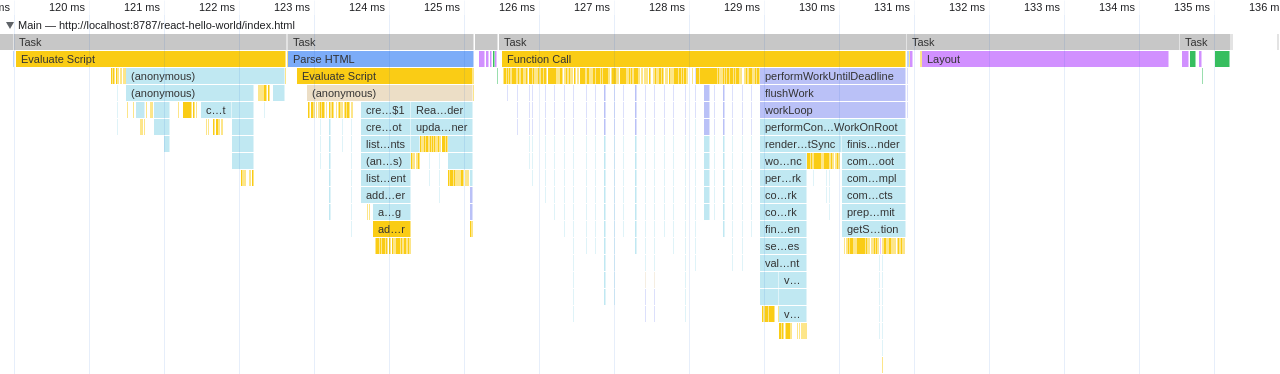 ms 120 ms 121 ms 122 ms 123 ms 124 ms 125 ms 126 ms 127 ms 128 ms 129 ms 130 ms 131 ms 132 ms 133 ms 134 ms 135 ms 136 m
Main — http://localhost:8787/react-hello-world/index.html
Task Task Task Task Task
Evaluate Script Parse HTML Function Call Layout
(anonymous) Evaluate Script performWorkUntilDeadline
(anonymous) (anonymous) flushWork
c…t cre…$1 Rea…der workLoop
cre…ot upda…ner performCon…WorkOnRoot
list…nts render…tSync finis…nder
(an…s) wo…nc com…oot
list…ent per…rk com…mpl
add…er co…rk com…cts
a…g co…rk prep…mit
ad…r fin…en getS…tion
se…es
val…nt
v…
v…